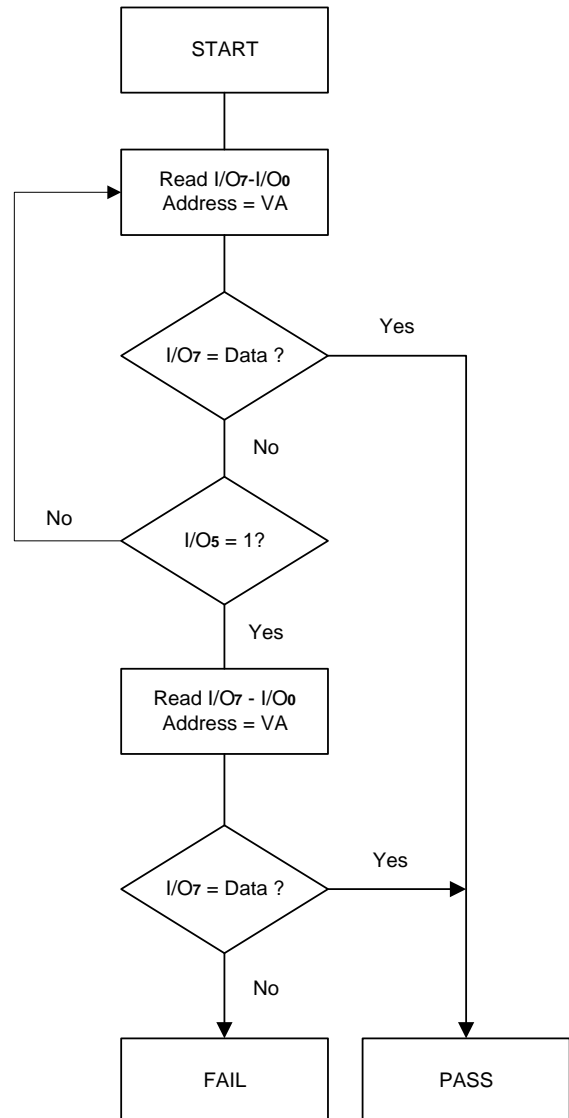 START
Read I/O7-I/O0
Address = VA
I/O7 = Data ?
Yes
No
No
I/O5 = 1?
Yes
Read I/O7 - I/O0
Address = VA
I/O7 = Data ?
Yes
No
FAIL
PASS